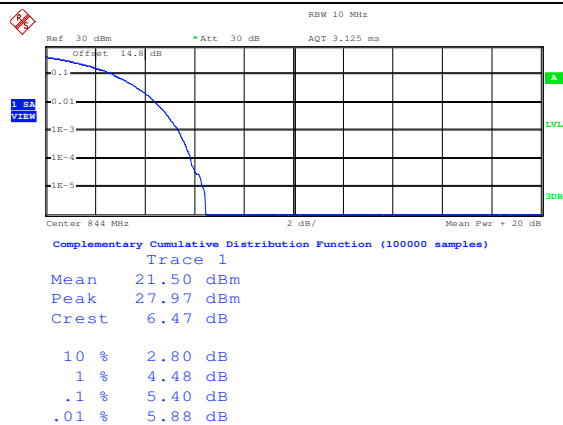 RBW 10 MHz
Ref 30 dBm *Att 30 dB AQT 3.125 ms
Offset 14.8 dB
0.1
A
1 SA
VIEW
0.01
1E-3
LVL
1E-4
1E-5
3DB
Center 844 MHz 2 dB/ Mean Pwr + 20 dB
Complementary Cumulative Distribution Function (100000 samples)
Trace 1
Mean 21.50 dBm
Peak 27.97 dBm
Crest 6.47 dB
10 % 2.80 dB
1 % 4.48 dB
.1 % 5.40 dB
.01 % 5.88 dB